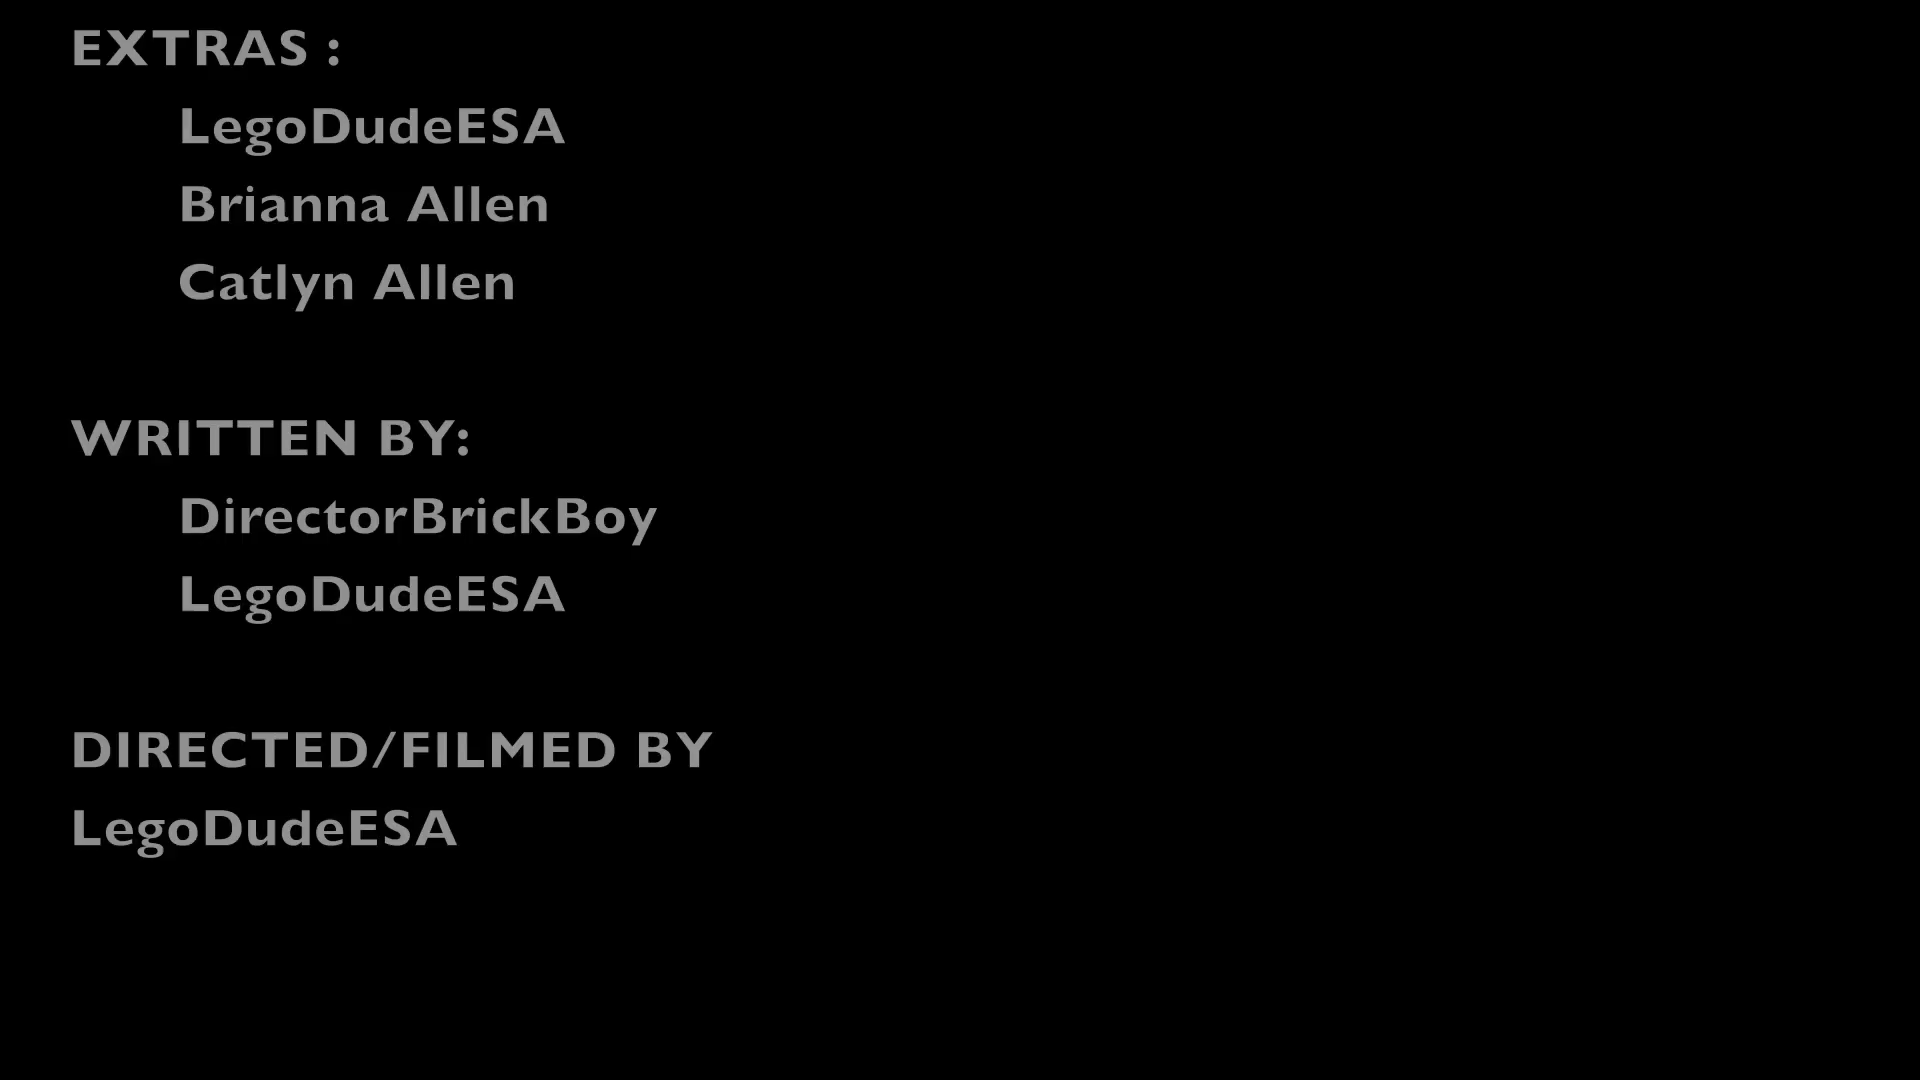 EXTRAS :
LegoDudeESA
Brianna Allen
Catlyn Allen
WRITTEN BY:
DirectorBrickBoy
LegoDudeESA
DIRECTED/FILMED BY
LegoDudeESA